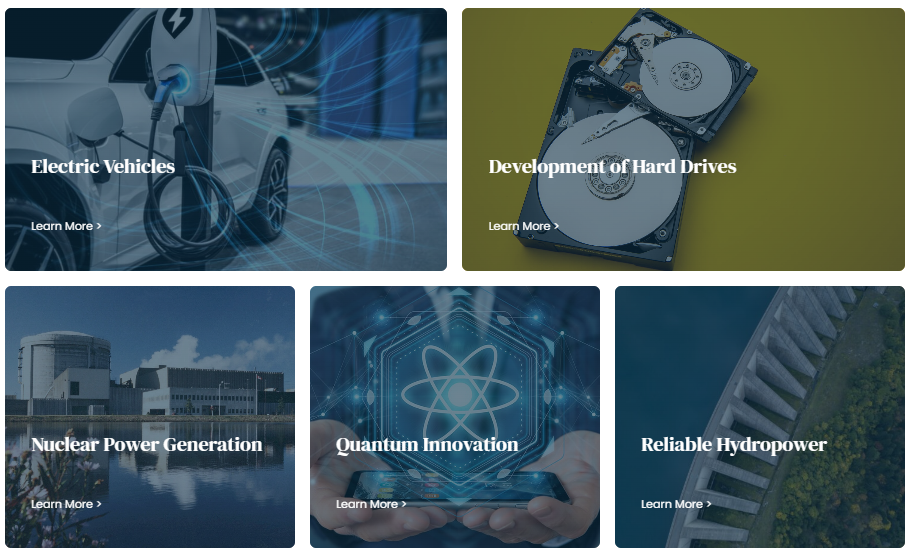 Electric Vehicles
Learn More >
Development of Hard Drives
Learn More >
Nuclear Power Generation
Learn More >
Quantum Innovation
Learn More >
Reliable Hydropower
Learn More >